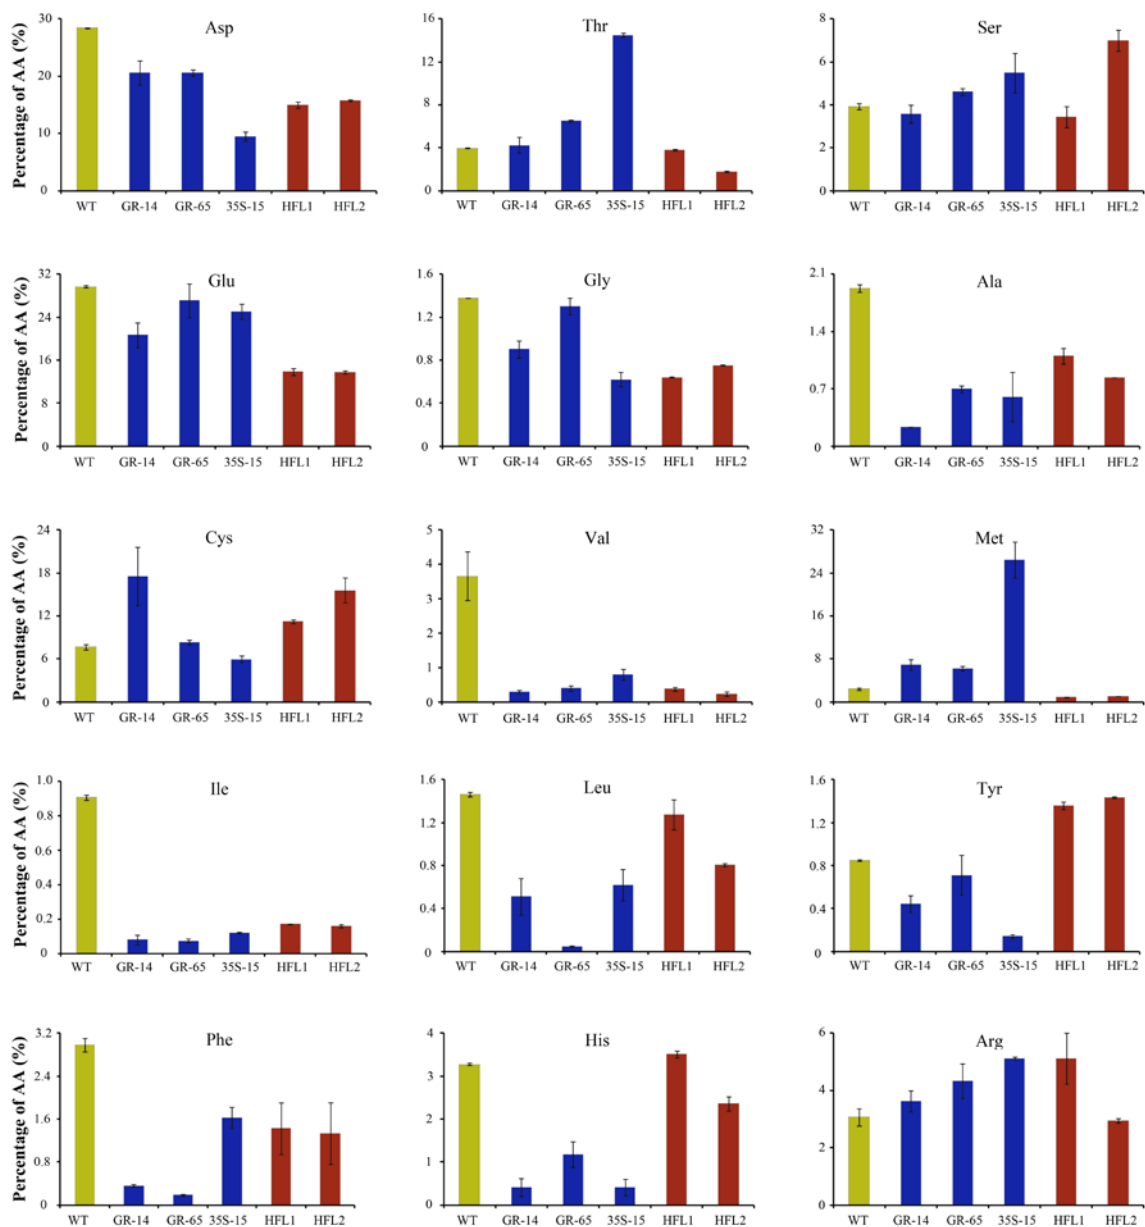 Percentage of AA (%)
Asp
30
20
10
0
WT GR-14 GR-65 35S-15 HFL1 HFL2
Thr
16
12
8
4
0
WT GR-14 GR-65 35S-15 HFL1 HFL2
Ser
8
6
4
2
0
WT GR-14 GR-65 35S-15 HFL1 HFL2
Percentage of AA (%)
Glu
32
24
16
8
0
WT GR-14 GR-65 35S-15 HFL1 HFL2
Gly
1.6
1.2
0.8
0.4
0
WT GR-14 GR-65 35S-15 HFL1 HFL2
Ala
2.1
1.4
0.7
0
WT GR-14 GR-65 35S-15 HFL1 HFL2
Percentage of AA (%)
Cys
24
18
12
6
0
WT GR-14 GR-65 35S-15 HFL1 HFL2
Val
5
4
3
2
1
0
WT GR-14 GR-65 35S-15 HFL1 HFL2
Met
32
24
16
8
0
WT GR-14 GR-65 35S-15 HFL1 HFL2
Percentage of AA (%)
Ile
1.0
0.8
0.6
0.4
0.2
0
WT GR-14 GR-65 35S-15 HFL1 HFL2
Leu
1.6
1.2
0.8
0.4
0
WT GR-14 GR-65 35S-15 HFL1 HFL2
Tyr
1.6
1.2
0.8
0.4
0
WT GR-14 GR-65 35S-15 HFL1 HFL2
Percentage of AA (%)
Phe
3.2
2.4
1.6
0.8
0
WT GR-14 GR-65 35S-15 HFL1 HFL2
His
4
3
2
1
0
WT GR-14 GR-65 35S-15 HFL1 HFL2
Arg
6
4
2
0
WT GR-14 GR-65 35S-15 HFL1 HFL2